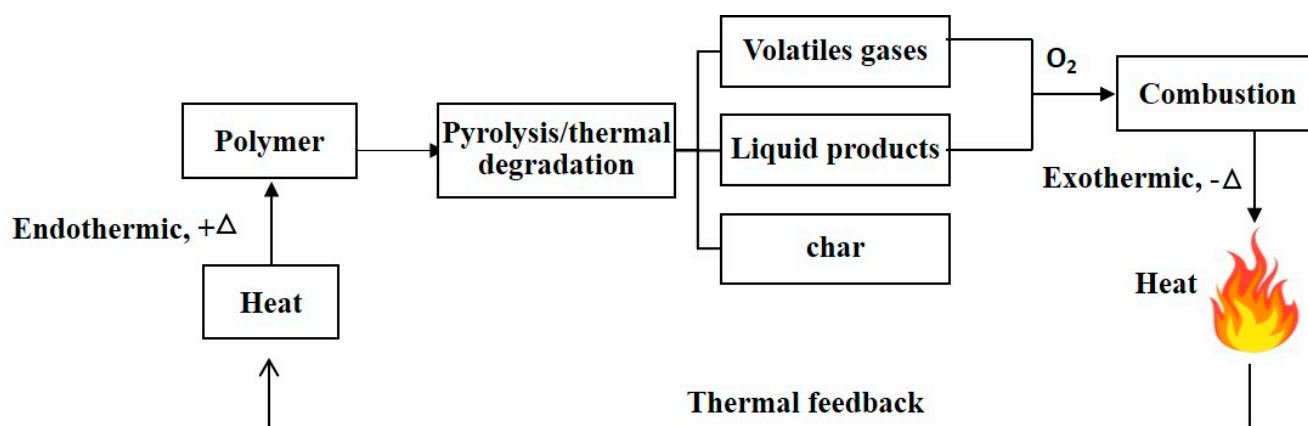 Volatiles gases
O₂
Combustion
Polymer
Pyrolysis/thermal
degradation
Liquid products
Exothermic, -△
Endothermic, +△
char
Heat
Heat
Thermal feedback